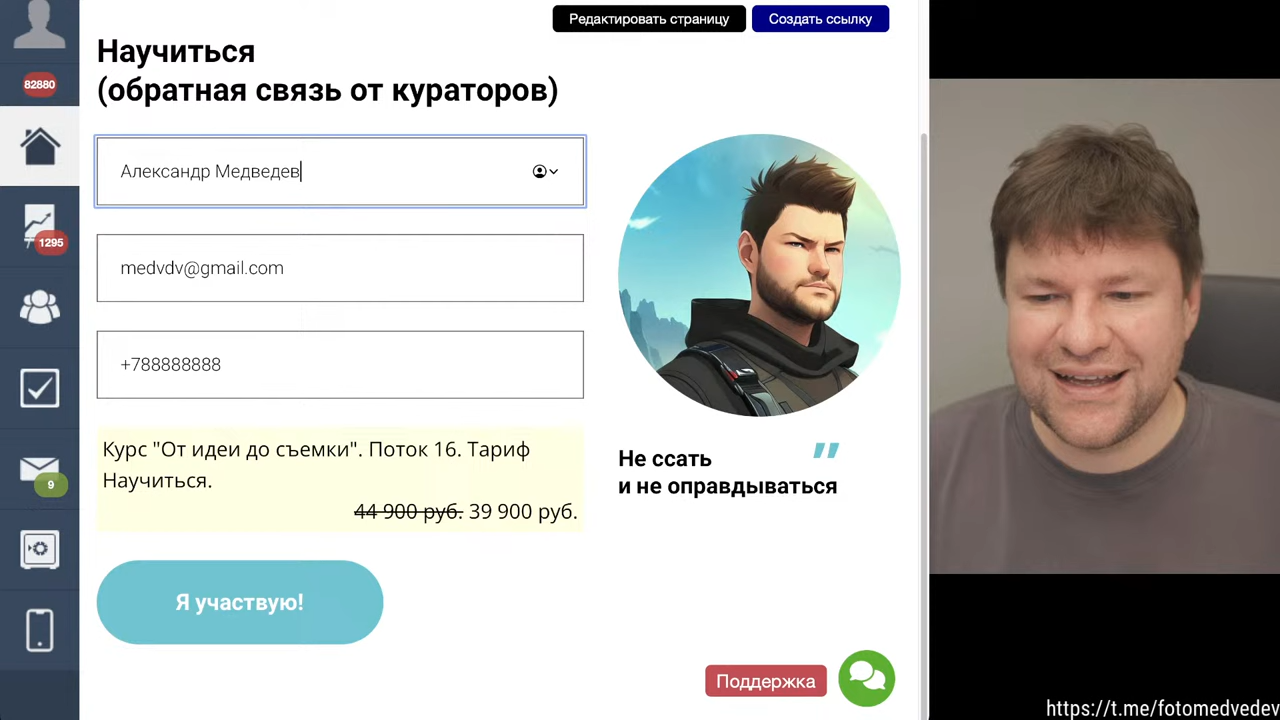 Редактировать страницу
Создать ссылку
82880
1295
9
Научиться
(обратная связь от кураторов)
Александр Медведев
medvdv@gmail.com
+788888888
Курс "От идеи до съемки". Поток 16. Тариф
Научиться.
44 900 руб. 39 900 руб.
Я участвую!
"
Не ссать
и не оправдываться
Поддержка
https://t.me/fotomedvedev